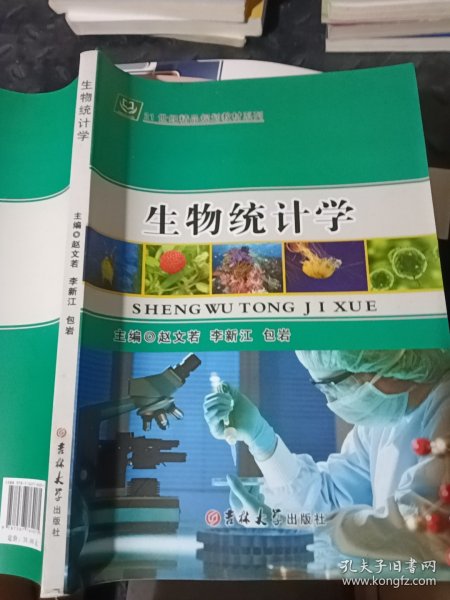 21世纪精品规划教材系列
生物统计学
SHENG WU TONG JI XUE
主编◎赵文若 李新江 包岩
吉林大学出版社
生物统计学
主编◎赵文若 李新江 包岩
吉林大学出版社
孔夫子旧书网
www.kongfz.com